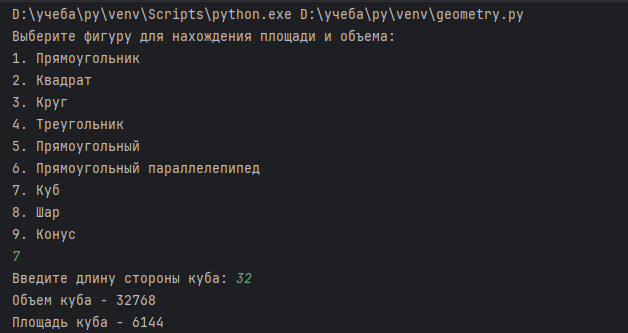 D:\учеба\py\venv\Scripts\python.exe D:\учеба\py\venv\geometry.py
Выберите фигуру для нахождения площади и объема:
1. Прямоугольник
2. Квадрат
3. Круг
4. Треугольник
5. Прямоугольный
6. Прямоугольный параллелепипед
7. Куб
8. Шар
9. Конус
7
Введите длину стороны куба: 32
Объем куба - 32768
Площадь куба - 6144